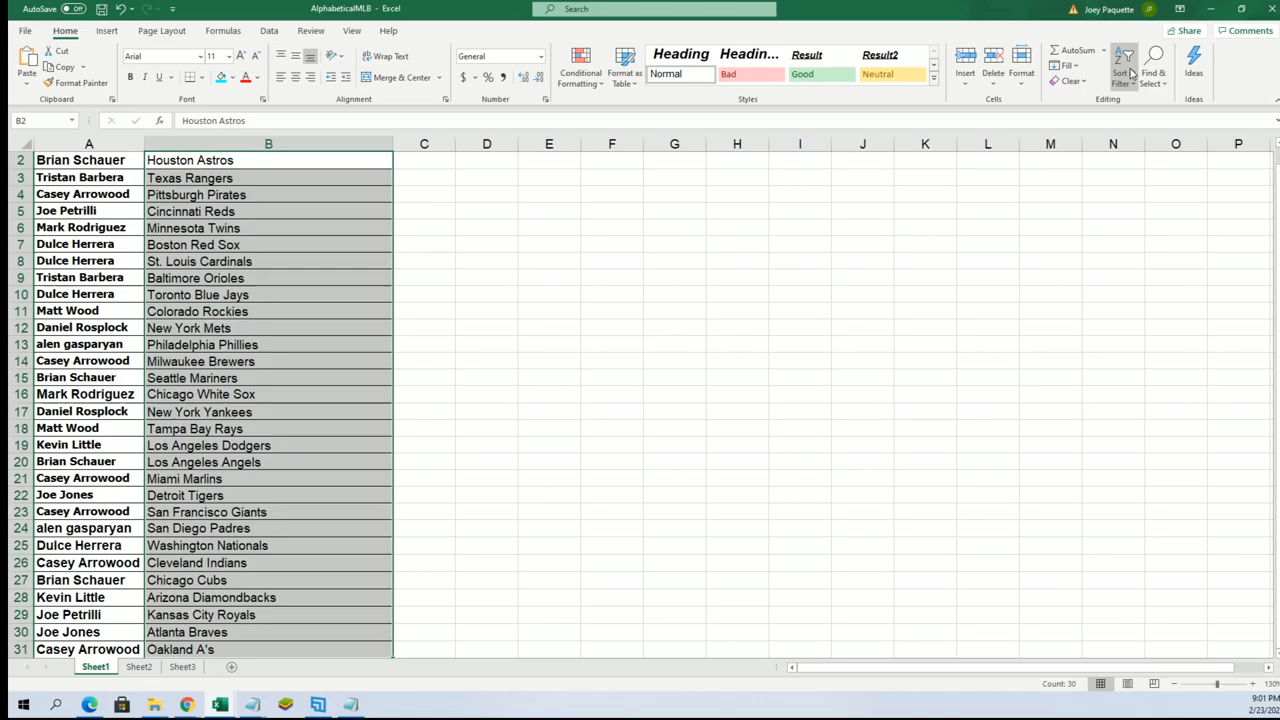 AutoSave Off AlphabeticalMLB - Excel Search Joey Paquette JP
File Home Insert Page Layout Formulas Data Review View Help Share Comments
Cut
Copy
Format Painter
Paste
Clipboard
Arial 11
B I U
Font
Wrap Text
Merge & Center
Alignment
General
$ % 9
Number
Conditional Formatting
Format as Table
Heading Headin... Result Result2
Normal Bad Good Neutral
Styles
Insert Delete Format
Cells
AutoSum
Fill
Clear
Sort Filter
Find & Select
Editing
Ideas
Ideas
B2 fx Houston Astros
A B C D E F G H I J K L M N O P
2 Brian Schauer Houston Astros
3 Tristan Barbera Texas Rangers
4 Casey Arrowood Pittsburgh Pirates
5 Joe Petrilli Cincinnati Reds
6 Mark Rodriguez Minnesota Twins
7 Dulce Herrera Boston Red Sox
8 Dulce Herrera St. Louis Cardinals
9 Tristan Barbera Baltimore Orioles
10 Dulce Herrera Toronto Blue Jays
11 Matt Wood Colorado Rockies
12 Daniel Rosplock New York Mets
13 alen gasparyan Philadelphia Phillies
14 Casey Arrowood Milwaukee Brewers
15 Brian Schauer Seattle Mariners
16 Mark Rodriguez Chicago White Sox
17 Daniel Rosplock New York Yankees
18 Matt Wood Tampa Bay Rays
19 Kevin Little Los Angeles Dodgers
20 Brian Schauer Los Angeles Angels
21 Casey Arrowood Miami Marlins
22 Joe Jones Detroit Tigers
23 Casey Arrowood San Francisco Giants
24 alen gasparyan San Diego Padres
25 Dulce Herrera Washington Nationals
26 Casey Arrowood Cleveland Indians
27 Brian Schauer Chicago Cubs
28 Kevin Little Arizona Diamondbacks
29 Joe Petrilli Kansas City Royals
30 Joe Jones Atlanta Braves
31 Casey Arrowood Oakland A's
Sheet1 Sheet2 Sheet3
Count: 30 130%
9:01 PM
2/23/202